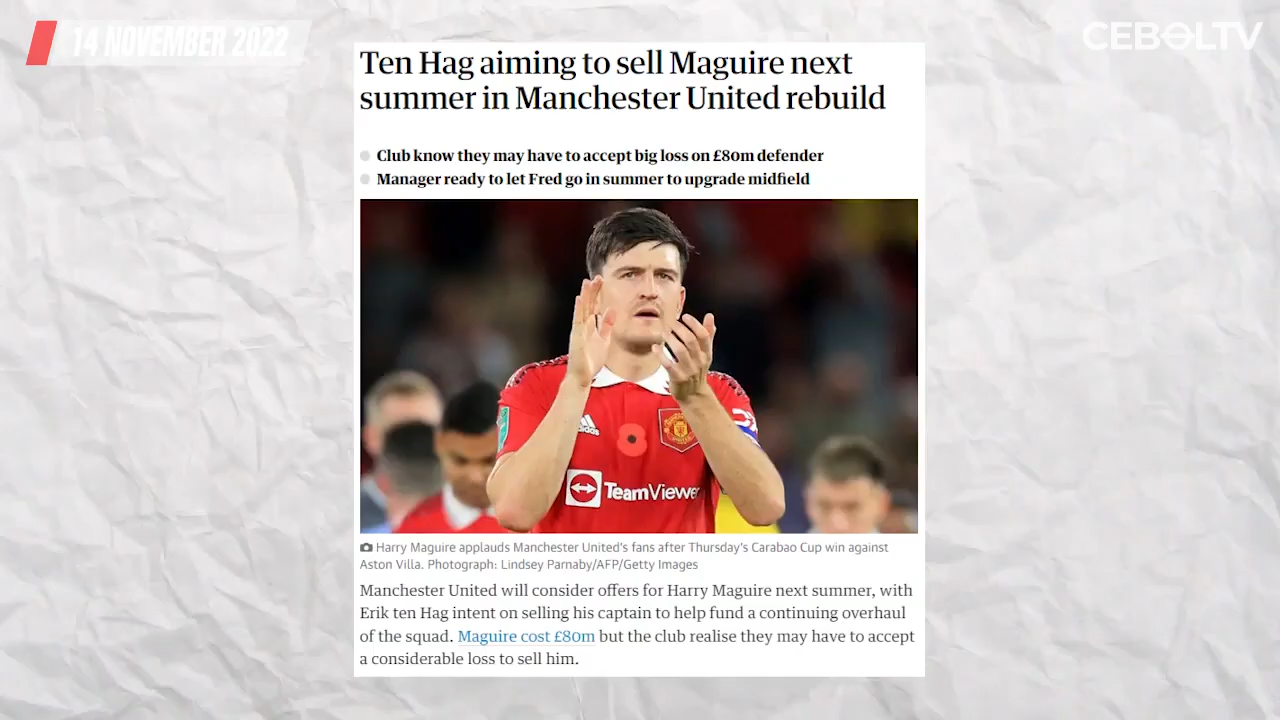 14 NOVEMBER 2022
CEBOLTV
Ten Hag aiming to sell Maguire next
summer in Manchester United rebuild
Club know they may have to accept big loss on £80m defender
Manager ready to let Fred go in summer to upgrade midfield
adidas
TeamViewer
Harry Maguire applauds Manchester United's fans after Thursday's Carabao Cup win against
Aston Villa. Photograph: Lindsey Parnaby/AFP/Getty Images
Manchester United will consider offers for Harry Maguire next summer, with
Erik ten Hag intent on selling his captain to help fund a continuing overhaul
of the squad. Maguire cost £80m but the club realise they may have to accept
a considerable loss to sell him.